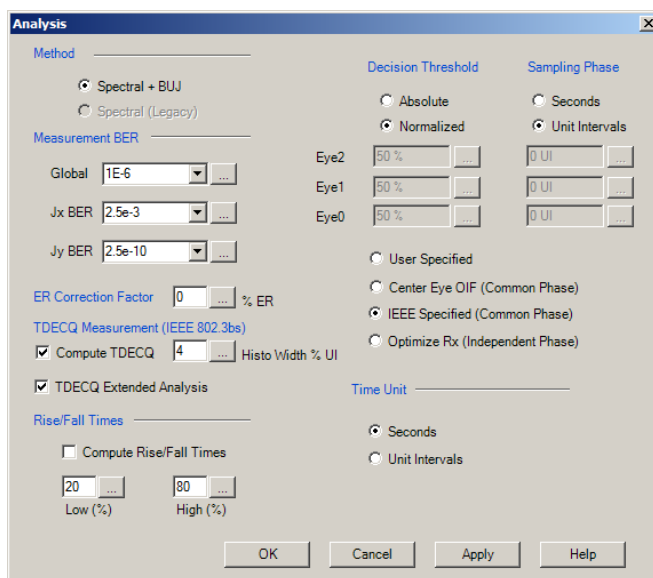 Analysis
Method
Spectral + BUJ
Spectral (Legacy)
Measurement BER
Global 1E-6 ...
Jx BER 2.5e-3 ...
Jy BER 2.5e-10 ...
ER Correction Factor 0 ... % ER
TDECQ Measurement (IEEE 802.3bs)
Compute TDECQ 4 ... Histo Width % UI
TDECQ Extended Analysis
Rise/Fall Times
Compute Rise/Fall Times
20 ... 80 ...
Low (%) High (%)
Decision Threshold Sampling Phase
Absolute Seconds
Normalized Unit Intervals
Eye2 50 % ... 0 UI ...
Eye1 50 % ... 0 UI ...
Eye0 50 % ... 0 UI ...
User Specified
Center Eye OIF (Common Phase)
IEEE Specified (Common Phase)
Optimize Rx (Independent Phase)
Time Unit
Seconds
Unit Intervals
OK Cancel Apply Help